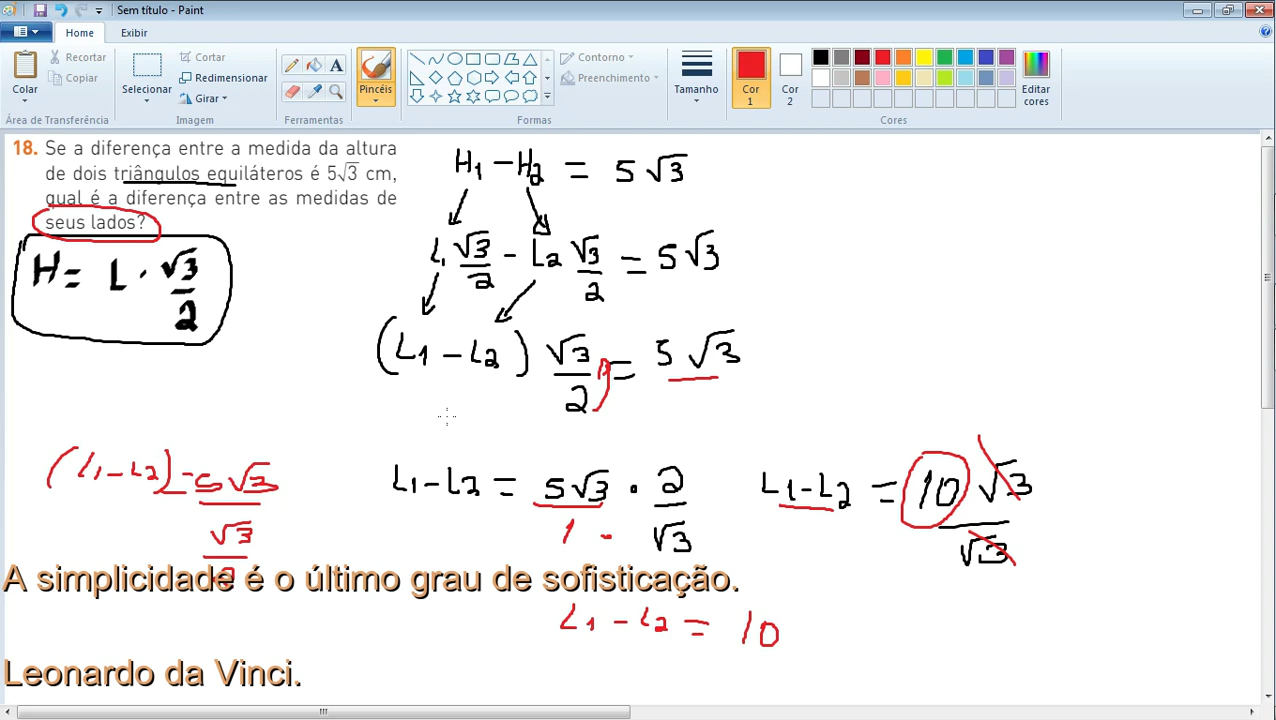 Sem título - Paint
Home Exibir
Colar
Recortar
Copiar
Área de Transferência
Selecionar
Cortar
Redimensionar
Girar
Imagem
A
Ferramentas
Pincéis
Contorno
Preenchimento
Formas
Tamanho
Cor 1
Cor 2
Editar cores
Cores
18. Se a diferença entre a medida da altura
de dois triângulos equiláteros é 5√3 cm,
qual é a diferença entre as medidas de
seus lados?
H = L · √3/2
H1 - H2 = 5√3
L1 √3/2 - L2 √3/2 = 5√3
(L1 - L2) √3/2 = 5√3
(L1 - L2) = 5√3 / √3/2
L1 - L2 = 5√3/1 · 2/√3
L1 - L2 = 10√3/√3
L1 - L2 = 10
A simplicidade é o último grau de sofisticação.
Leonardo da Vinci.